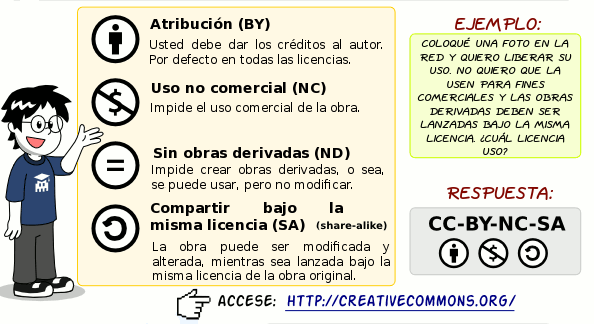 Atribución (BY)
Usted debe dar los créditos al autor.
Por defecto en todas las licencias.
Uso no comercial (NC)
Impide el uso comercial de la obra.
Sin obras derivadas (ND)
Impide crear obras derivadas, o sea,
se puede usar, pero no modificar.
Compartir bajo la
misma licencia (SA) (share-alike)
La obra puede ser modificada y
alterada, mientras sea lanzada bajo la
misma licencia de la obra original.
EJEMPLO:
COLOQUÉ UNA FOTO EN LA
RED Y QUIERO LIBERAR SU
USO. NO QUIERO QUE LA
USEN PARA FINES
COMERCIALES Y LAS OBRAS
DERIVADAS DEBEN SER
LANZADAS BAJO LA MISMA
LICENCIA. ¿CUÁL LICENCIA
USO?
RESPUESTA:
CC-BY-NC-SA
ACCESE: HTTP://CREATIVECOMMONS.ORG/